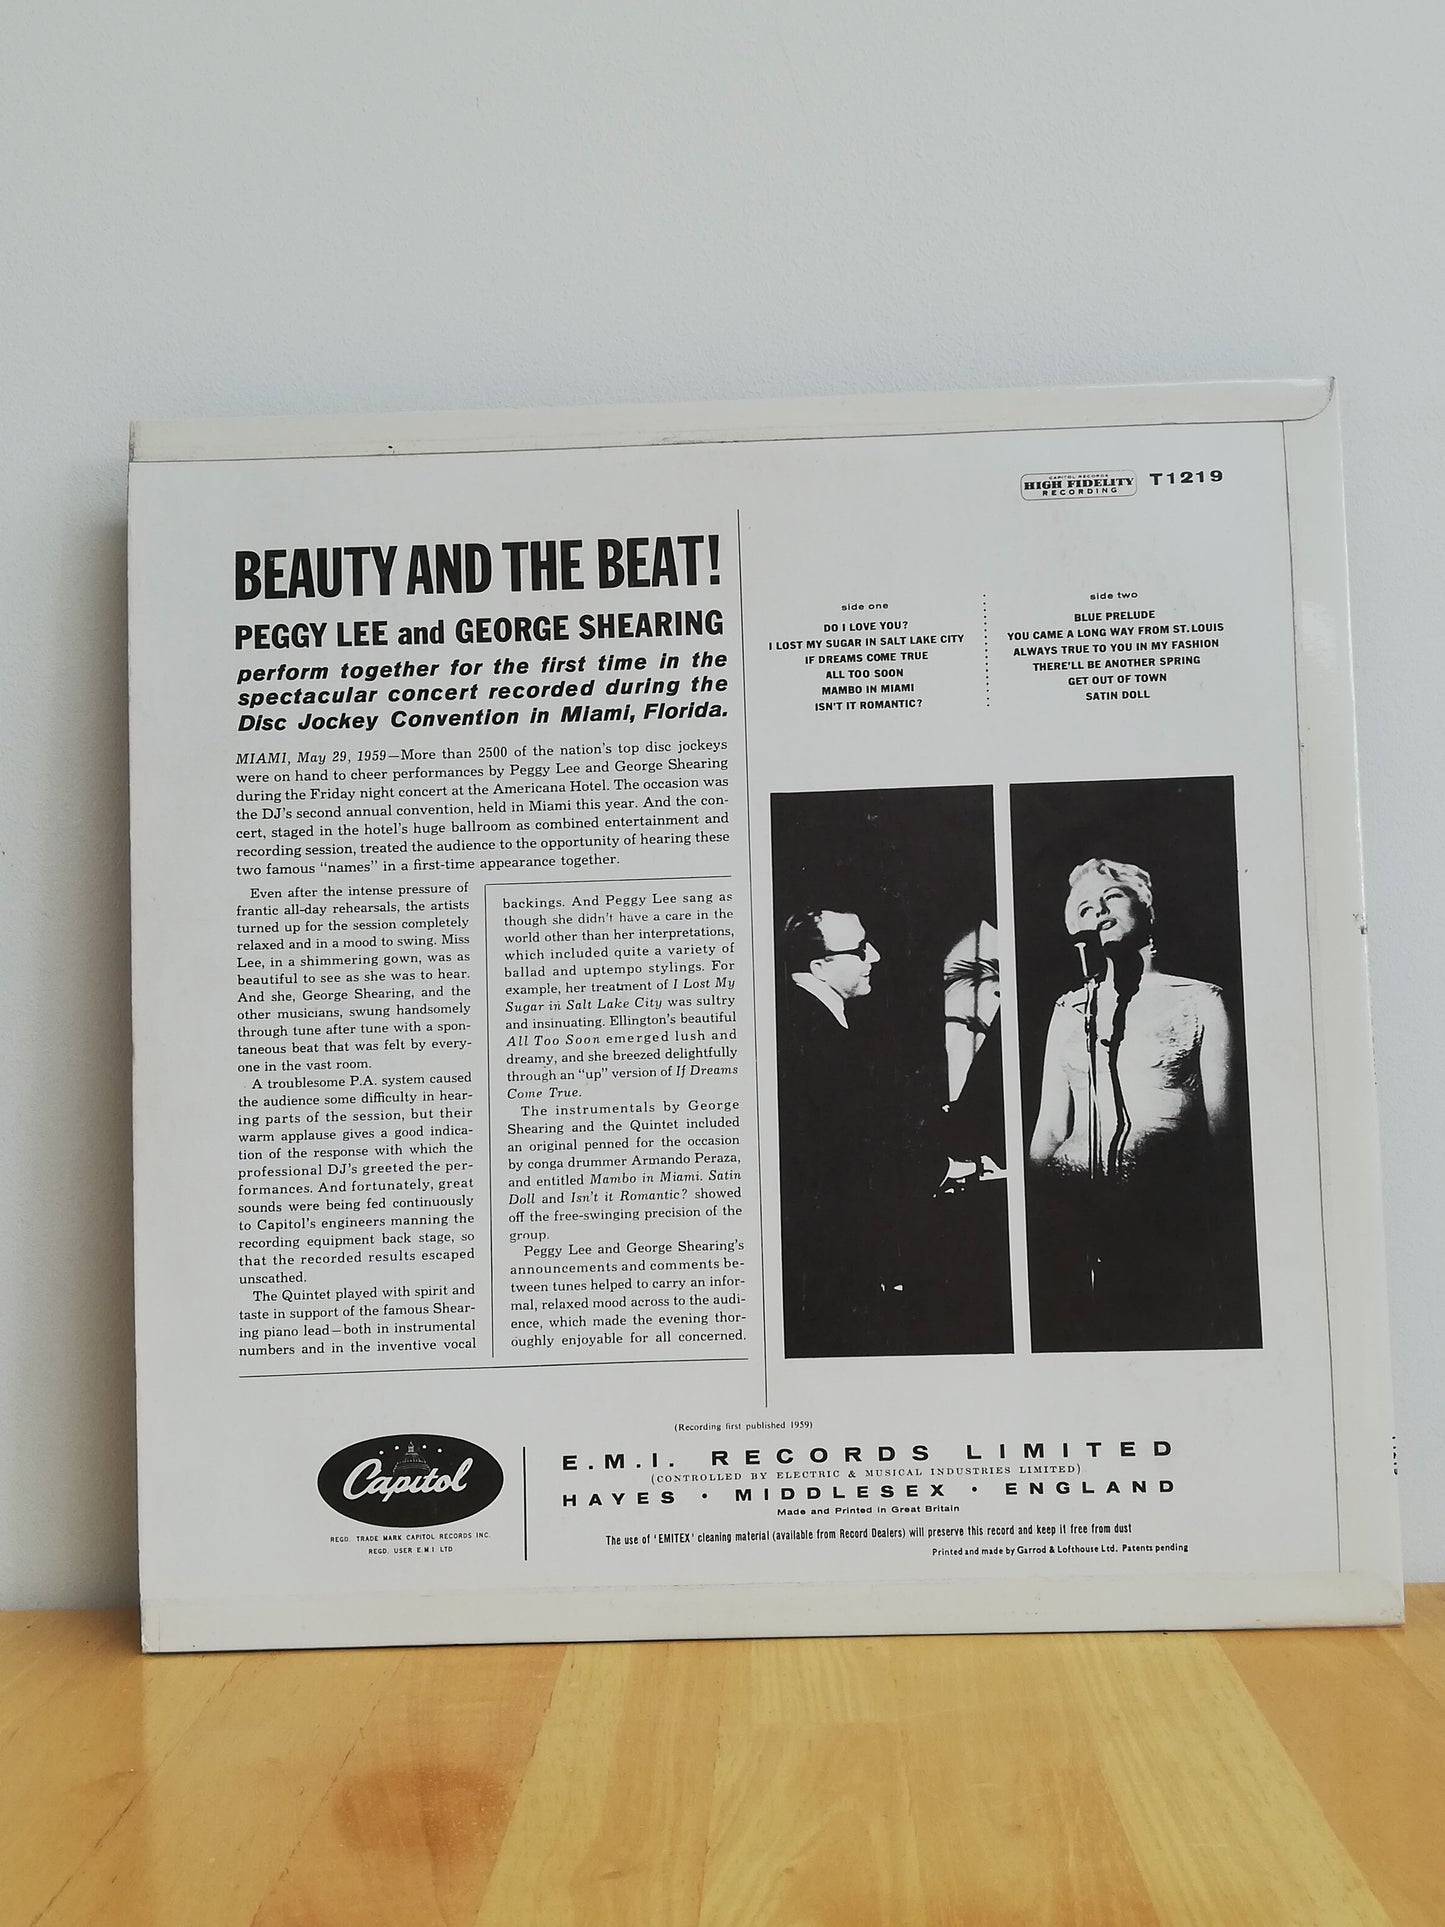 CAPITOL RECORDS
HIGH FIDELITY
RECORDING
T1219
BEAUTY AND THE BEAT!
PEGGY LEE and GEORGE SHEARING
perform together for the first time in the
spectacular concert recorded during the
Disc Jockey Convention in Miami, Florida.
MIAMI, May 29, 1959—More than 2500 of the nation's top disc jockeys
were on hand to cheer performances by Peggy Lee and George Shearing
during the Friday night concert at the Americana Hotel. The occasion was
the DJ's second annual convention, held in Miami this year. And the con-
cert, staged in the hotel's huge ballroom as combined entertainment and
recording session, treated the audience to the opportunity of hearing these
two famous "names" in a first-time appearance together.
Even after the intense pressure of
frantic all-day rehearsals, the artists
turned up for the session completely
relaxed and in a mood to swing. Miss
Lee, in a shimmering gown, was as
beautiful to see as she was to hear.
And she, George Shearing, and the
other musicians, swung handsomely
through tune after tune with a spon-
taneous beat that was felt by every-
one in the vast room.
A troublesome P.A. system caused
the audience some difficulty in hear-
ing parts of the session, but their
warm applause gives a good indica-
tion of the response with which the
professional DJ's greeted the per-
formances. And fortunately, great
sounds were being fed continuously
to Capitol's engineers manning the
recording equipment back stage, so
that the recorded results escaped
unscathed.
The Quintet played with spirit and
taste in support of the famous Shear-
ing piano lead—both in instrumental
numbers and in the inventive vocal
backings. And Peggy Lee sang as
though she didn't have a care in the
world other than her interpretations,
which included quite a variety of
ballad and uptempo stylings. For
example, her treatment of I Lost My
Sugar in Salt Lake City was sultry
and insinuating. Ellington's beautiful
All Too Soon emerged lush and
dreamy, and she breezed delightfully
through an "up" version of If Dreams
Come True.
The instrumentals by George
Shearing and the Quintet included
an original penned for the occasion
by conga drummer Armando Peraza,
and entitled Mambo in Miami. Satin
Doll and Isn't it Romantic? showed
off the free-swinging precision of the
group.
Peggy Lee and George Shearing's
announcements and comments be-
tween tunes helped to carry an infor-
mal, relaxed mood across to the audi-
ence, which made the evening thor-
oughly enjoyable for all concerned.
side one
DO I LOVE YOU?
I LOST MY SUGAR IN SALT LAKE CITY
IF DREAMS COME TRUE
ALL TOO SOON
MAMBO IN MIAMI
ISN'T IT ROMANTIC?
side two
BLUE PRELUDE
YOU CAME A LONG WAY FROM ST. LOUIS
ALWAYS TRUE TO YOU IN MY FASHION
THERE'LL BE ANOTHER SPRING
GET OUT OF TOWN
SATIN DOLL
(Recording first published 1959)
Capitol
REGD. TRADE MARK CAPITOL RECORDS INC.
REGD. USER E.M.I LTD
E.M.I. RECORDS LIMITED
(CONTROLLED BY ELECTRIC & MUSICAL INDUSTRIES LIMITED)
HAYES • MIDDLESEX • ENGLAND
Made and Printed in Great Britain
The use of 'EMITEX' cleaning material (available from Record Dealers) will preserve this record and keep it free from dust
Printed and made by Garrod & Lofthouse Ltd. Patents pending